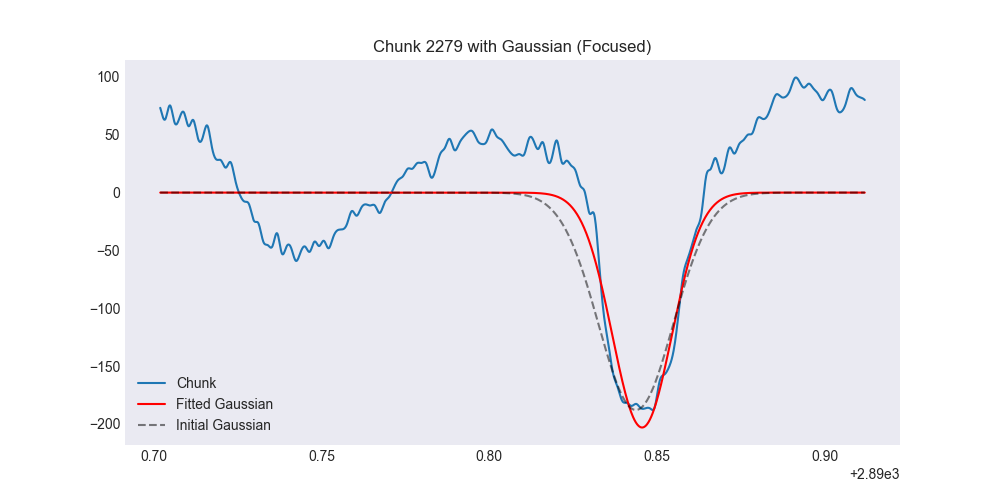 Chunk 2279 with Gaussian (Focused)
100
50
0
−50
−100
−150
−200
Chunk
Fitted Gaussian
Initial Gaussian
0.70 0.75 0.80 0.85 0.90
+2.89e3